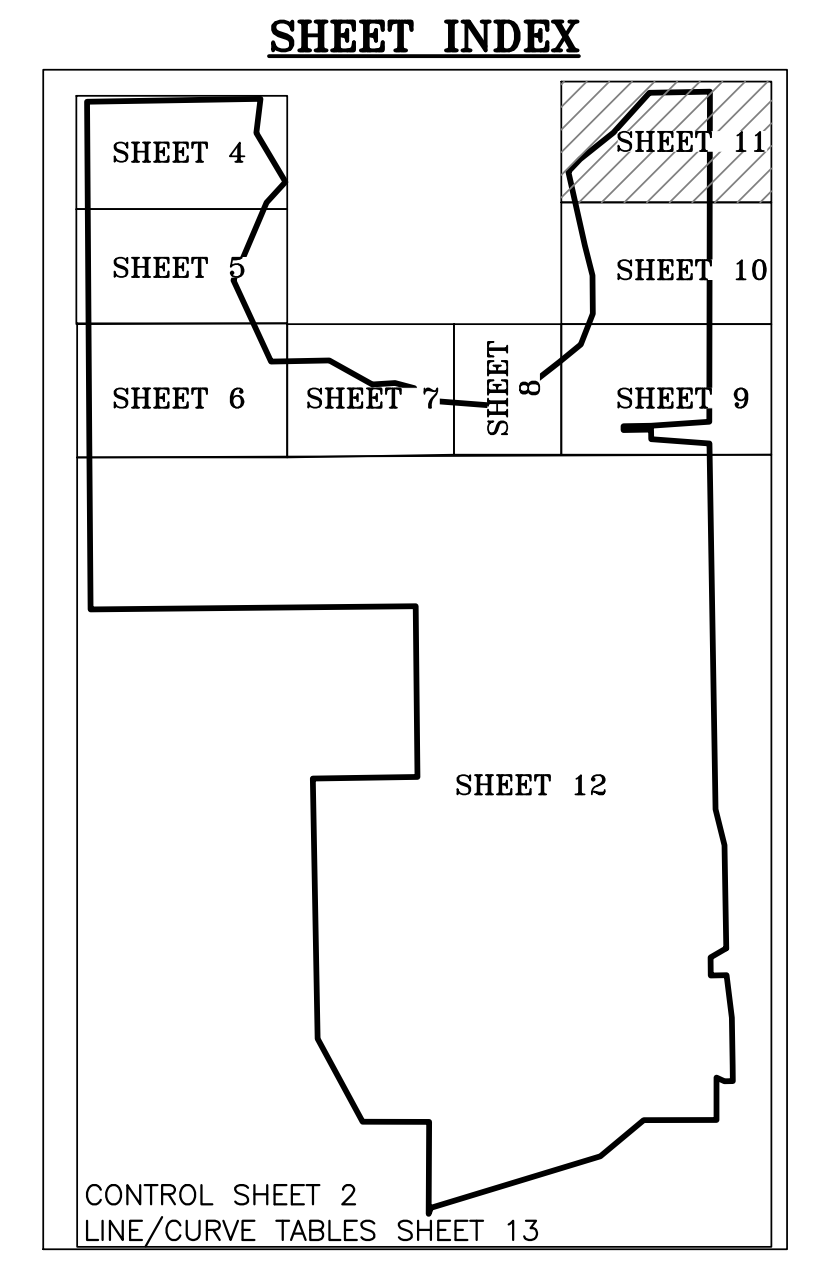 SHEET INDEX
SHEET 4
SHEET 11
SHEET 5
SHEET 10
SHEET 6
SHEET 7
SHEET 8
SHEET 9
SHEET 12
CONTROL SHEET 2
LINE/CURVE TABLES SHEET 13